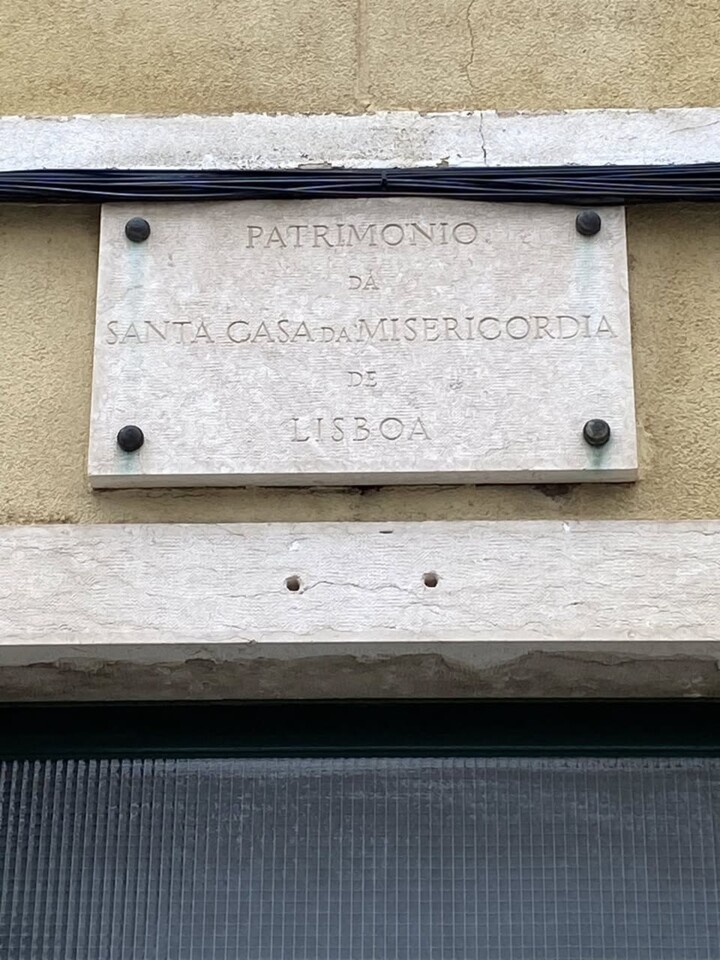 PATRIMONIO
DA
SANTA CASA DA MISERICORDIA
DE
LISBOA